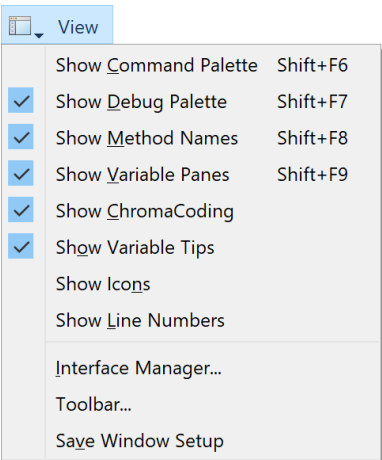 View
Show Command Palette Shift+F6
Show Debug Palette Shift+F7
Show Method Names Shift+F8
Show Variable Panes Shift+F9
Show ChromaCoding
Show Variable Tips
Show Icons
Show Line Numbers
Interface Manager...
Toolbar...
Save Window Setup